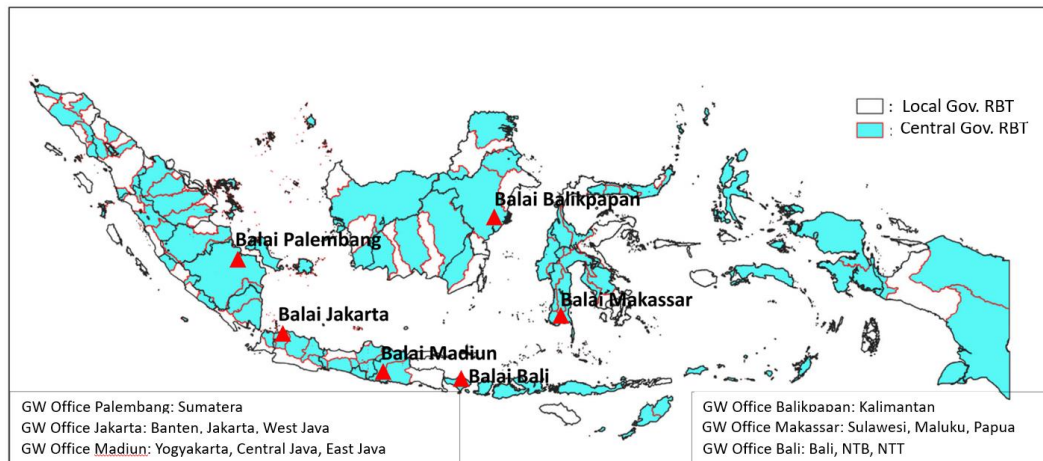 : Local Gov. RBT
: Central Gov. RBT
Balai Balikpapan
Balai Palembang
Balai Makassar
Balai Jakarta
Balai Madiun
Balai Bali
GW Office Palembang: Sumatera
GW Office Jakarta: Banten, Jakarta, West Java
GW Office Madiun: Yogyakarta, Central Java, East Java
GW Office Balikpapan: Kalimantan
GW Office Makassar: Sulawesi, Maluku, Papua
GW Office Bali: Bali, NTB, NTT